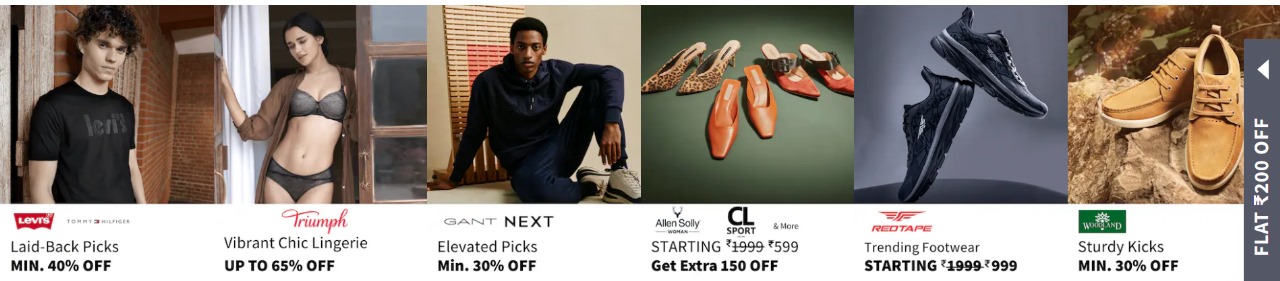 levi's
Levi's
TOMMY HILFIGER
Laid-Back Picks
MIN. 40% OFF
Triumph
Vibrant Chic Lingerie
UP TO 65% OFF
GANT NEXT
Elevated Picks
Min. 30% OFF
Allen Solly
WOMAN
CL
SPORT
& More
STARTING ₹1999 ₹599
Get Extra 150 OFF
REDTAPE
Trending Footwear
STARTING ₹1999 ₹999
WOODLAND
Sturdy Kicks
MIN. 30% OFF
FLAT ₹200 OFF